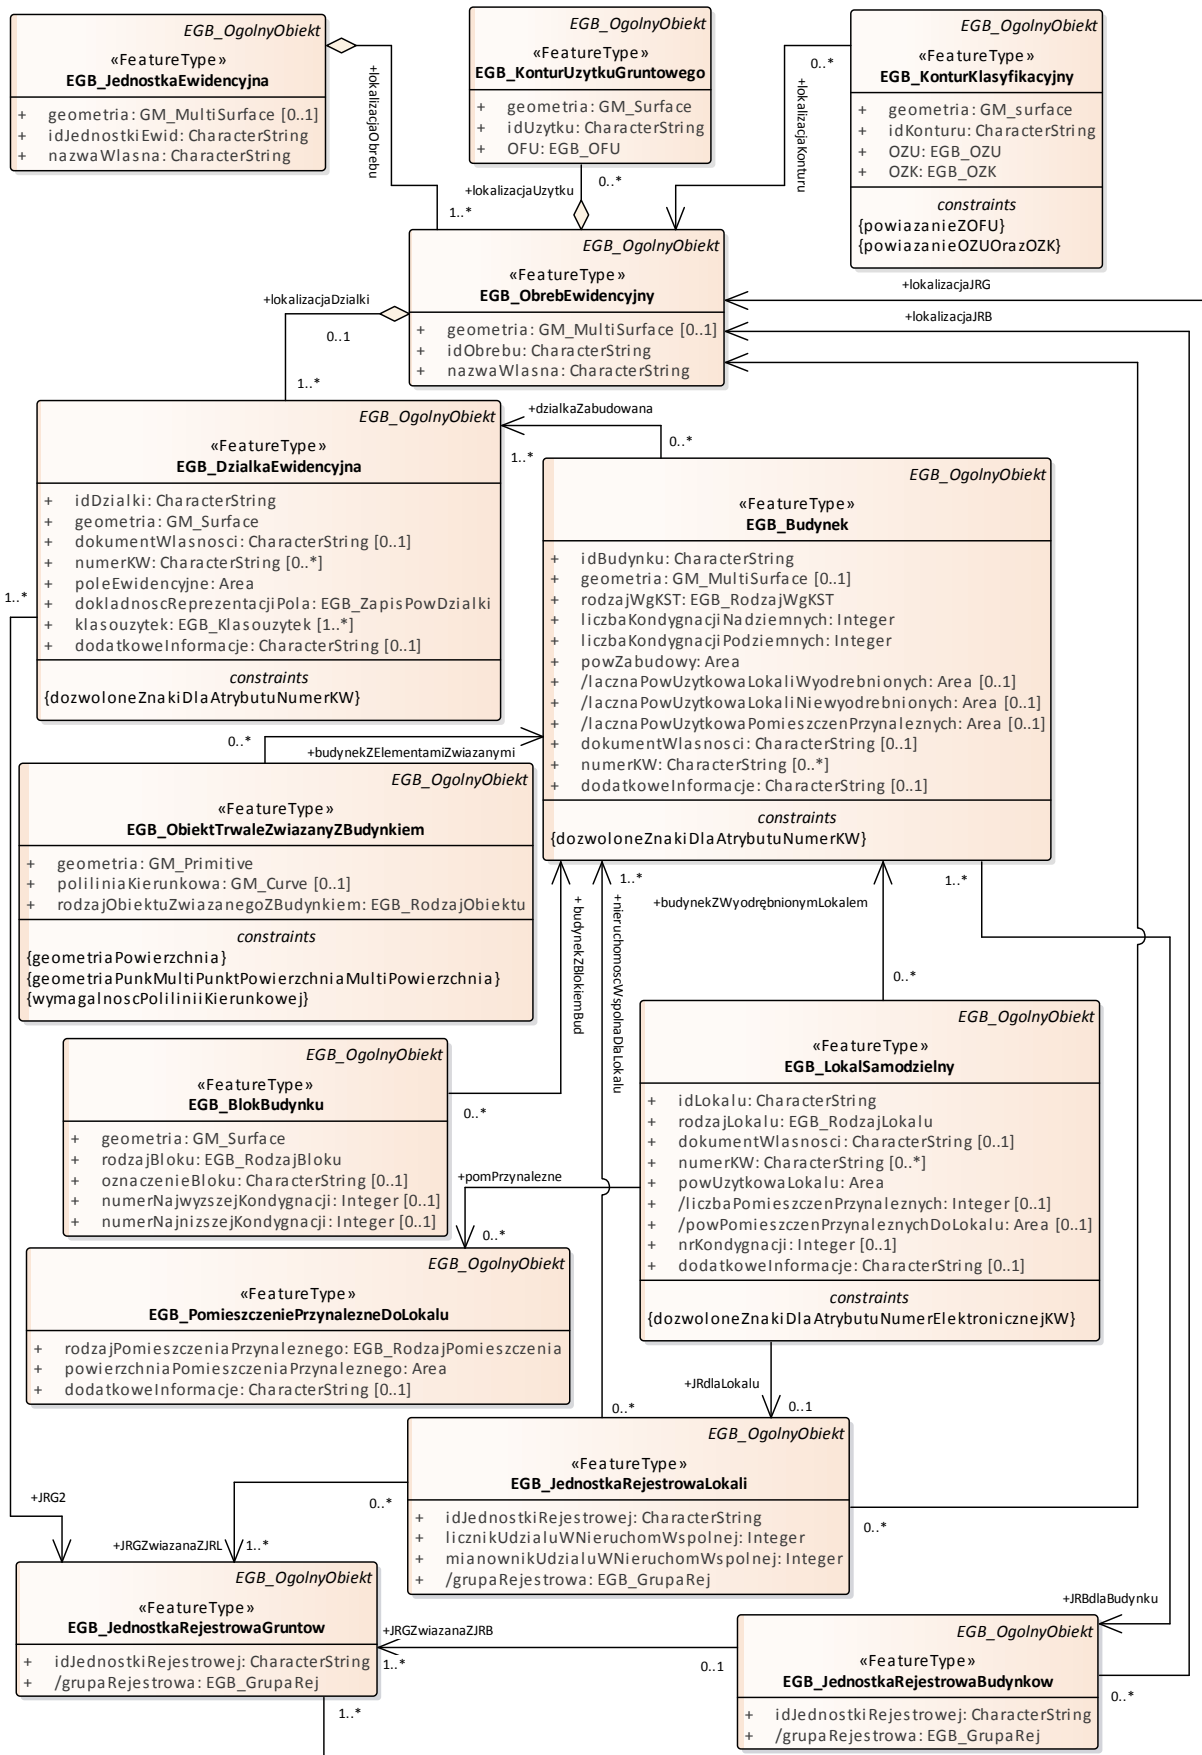 EGB_OgolnyObiekt
«FeatureType»
EGB_JednostkaEwidencyjna
+ geometria: GM_MultiSurface [0..1]
+ idJednostkiEwid: CharacterString
+ nazwaWlasna: CharacterString
+lokalizacjaObrebu
1..*
EGB_OgolnyObiekt
«FeatureType»
EGB_KonturUzytkuGruntowego
+ geometria: GM_Surface
+ idUzytku: CharacterString
+ OFU: EGB_OFU
+lokalizacjaUzytku
0..*
EGB_OgolnyObiekt
«FeatureType»
EGB_KonturKlasyfikacyjny
+ geometria: GM_surface
+ idKonturu: CharacterString
+ OZU: EGB_OZU
+ OZK: EGB_OZK
constraints
{powiazanieZOFU}
{powiazanieOZUOrazOZK}
0..*
+lokalizacjaKonturu
EGB_OgolnyObiekt
«FeatureType»
EGB_ObrebEwidencyjny
+ geometria: GM_MultiSurface [0..1]
+ idObrebu: CharacterString
+ nazwaWlasna: CharacterString
+lokalizacjaJRG
+lokalizacjaJRB
+lokalizacjaDzialki
0..1
1..*
EGB_OgolnyObiekt
«FeatureType»
EGB_DzialkaEwidencyjna
+ idDzialki: CharacterString
+ geometria: GM_Surface
+ dokumentWlasnosci: CharacterString [0..1]
+ numerKW: CharacterString [0..*]
+ poleEwidencyjne: Area
+ dokladnoscReprezentacjiPola: EGB_ZapisPowDzialki
+ klasouzytek: EGB_Klasouzytek [1..*]
+ dodatkoweInformacje: CharacterString [0..1]
constraints
{dozwoloneZnakiDlaAtrybutuNumerKW}
1..*
+dzialkaZabudowana
0..*
1..*
EGB_OgolnyObiekt
«FeatureType»
EGB_Budynek
+ idBudynku: CharacterString
+ geometria: GM_MultiSurface [0..1]
+ rodzajWgKST: EGB_RodzajWgKST
+ liczbaKondygnacjiNadziemnych: Integer
+ liczbaKondygnacjiPodziemnych: Integer
+ powZabudowy: Area
+ /lacznaPowUzytkowaLokaliWyodrebnionych: Area [0..1]
+ /lacznaPowUzytkowaLokaliNiewyodrebnionych: Area [0..1]
+ /lacznaPowUzytkowaPomieszczenPrzynaleznych: Area [0..1]
+ dokumentWlasnosci: CharacterString [0..1]
+ numerKW: CharacterString [0..*]
+ dodatkoweInformacje: CharacterString [0..1]
constraints
{dozwoloneZnakiDlaAtrybutuNumerKW}
0..*
+budynekZElementamiZwiazanymi
EGB_OgolnyObiekt
«FeatureType»
EGB_ObiektTrwaleZwiazanyZBudynkiem
+ geometria: GM_Primitive
+ poliliniaKierunkowa: GM_Curve [0..1]
+ rodzajObiektuZwiazanegoZBudynkiem: EGB_RodzajObiektu
constraints
{geometriaPowierzchnia}
{geometriaPunkMultiPunktPowierzchniaMultiPowierzchnia}
{wymagalnoscPoliliniiKierunkowej}
+ budynekZBlokiemBud
+nieruchomoscWspolnaDlaLokalu
1..*
+budynekZWyodrębnionymLokalem
1..*
0..*
EGB_OgolnyObiekt
«FeatureType»
EGB_BlokBudynku
+ geometria: GM_Surface
+ rodzajBloku: EGB_RodzajBloku
+ oznaczenieBloku: CharacterString [0..1]
+ numerNajwyzszejKondygnacji: Integer [0..1]
+ numerNajnizszejKondygnacji: Integer [0..1]
0..*
EGB_OgolnyObiekt
«FeatureType»
EGB_LokalSamodzielny
+ idLokalu: CharacterString
+ rodzajLokalu: EGB_RodzajLokalu
+ dokumentWlasnosci: CharacterString [0..1]
+ numerKW: CharacterString [0..*]
+ powUzytkowaLokalu: Area
+ /liczbaPomieszczenPrzynaleznych: Integer [0..1]
+ /powPomieszczenPrzynaleznychDoLokalu: Area [0..1]
+ nrKondygnacji: Integer [0..1]
+ dodatkoweInformacje: CharacterString [0..1]
constraints
{dozwoloneZnakiDlaAtrybutuNumerElektronicznejKW}
+pomPrzynalezne
0..*
EGB_OgolnyObiekt
«FeatureType»
EGB_PomieszczeniePrzynalezneDoLokalu
+ rodzajPomieszczeniaPrzynaleznego: EGB_RodzajPomieszczenia
+ powierzchniaPomieszczeniaPrzynaleznego: Area
+ dodatkoweInformacje: CharacterString [0..1]
+JRdlaLokalu
0..1
0..*
EGB_OgolnyObiekt
«FeatureType»
EGB_JednostkaRejestrowaLokali
+ idJednostkiRejestrowej: CharacterString
+ licznikUdzialuWNieruchomWspolnej: Integer
+ mianownikUdzialuWNieruchomWspolnej: Integer
+ /grupaRejestrowa: EGB_GrupaRej
0..*
0..*
+JRG2
+JRGZwiazanaZJRL
1..*
EGB_OgolnyObiekt
«FeatureType»
EGB_JednostkaRejestrowaGruntow
+ idJednostkiRejestrowej: CharacterString
+ /grupaRejestrowa: EGB_GrupaRej
1..*
+JRGZwiazanaZJRB
1..*
0..1
+JRBdlaBudynku
EGB_OgolnyObiekt
«FeatureType»
EGB_JednostkaRejestrowaBudynkow
+ idJednostkiRejestrowej: CharacterString
+ /grupaRejestrowa: EGB_GrupaRej
0..*